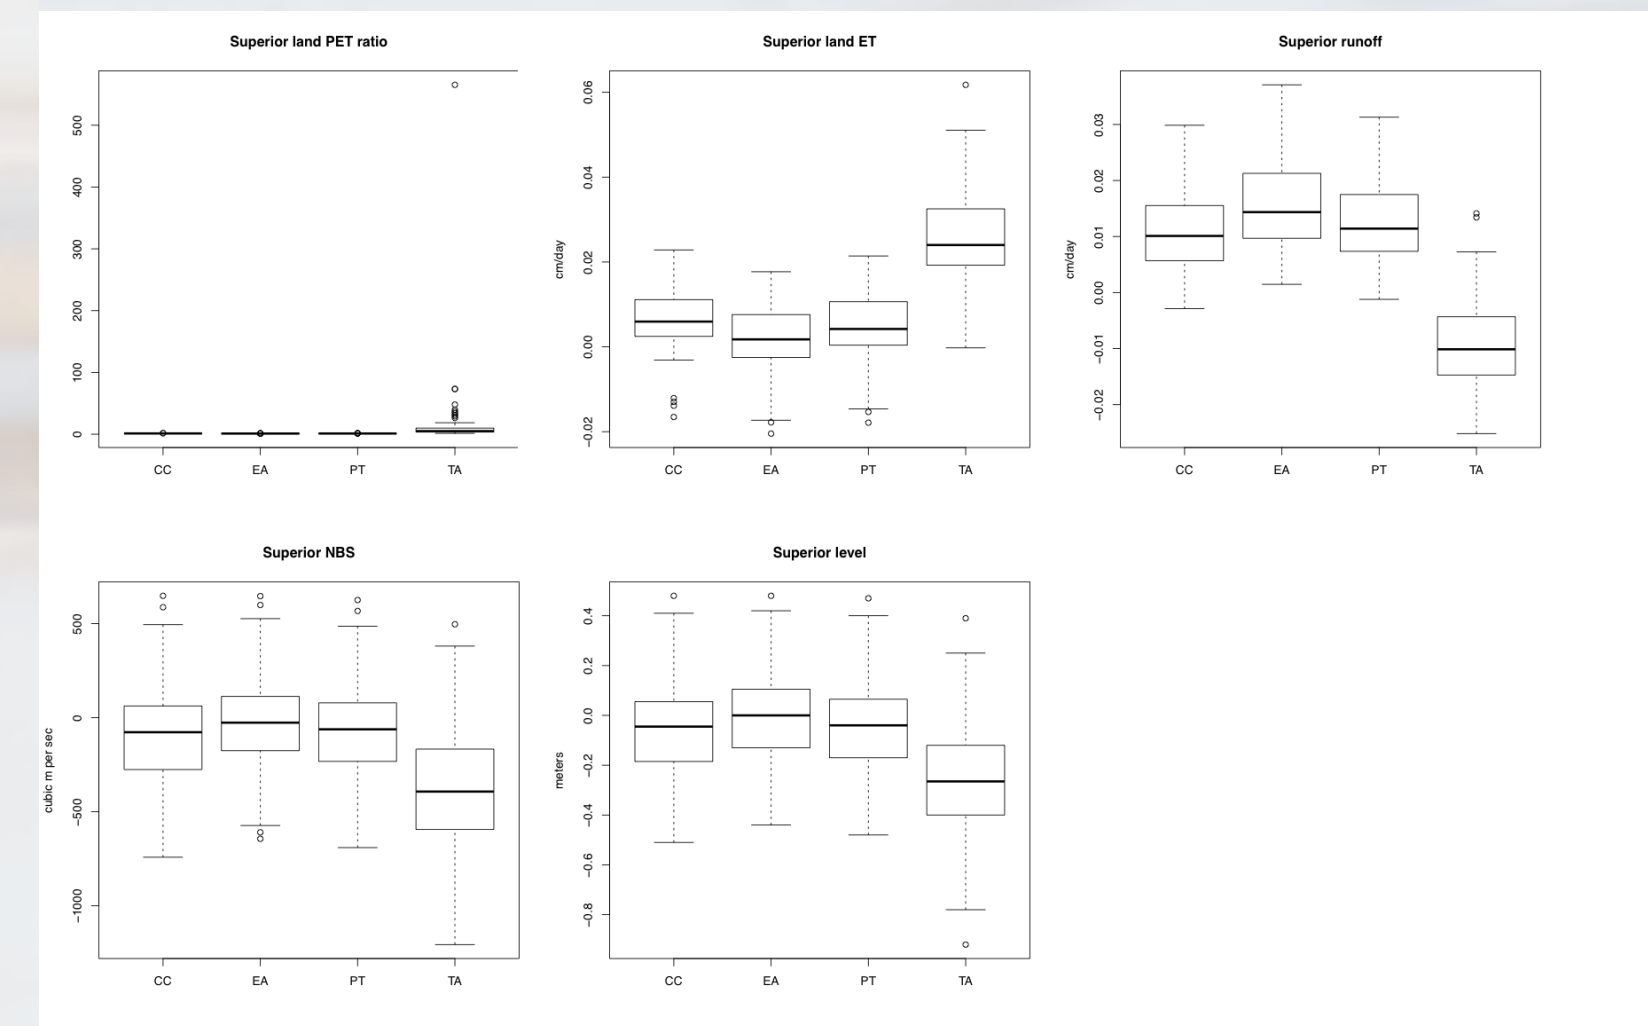 Superior land PET ratio
500
400
300
200
100
0
CC EA PT TA
Superior land ET
cm/day
0.06
0.04
0.02
0.00
−0.02
CC EA PT TA
Superior runoff
cm/day
0.03
0.02
0.01
0.00
−0.01
−0.02
CC EA PT TA
Superior NBS
cubic m per sec
500
0
−500
−1000
CC EA PT TA
Superior level
meters
0.4
0.2
0.0
−0.2
−0.4
−0.6
−0.8
CC EA PT TA